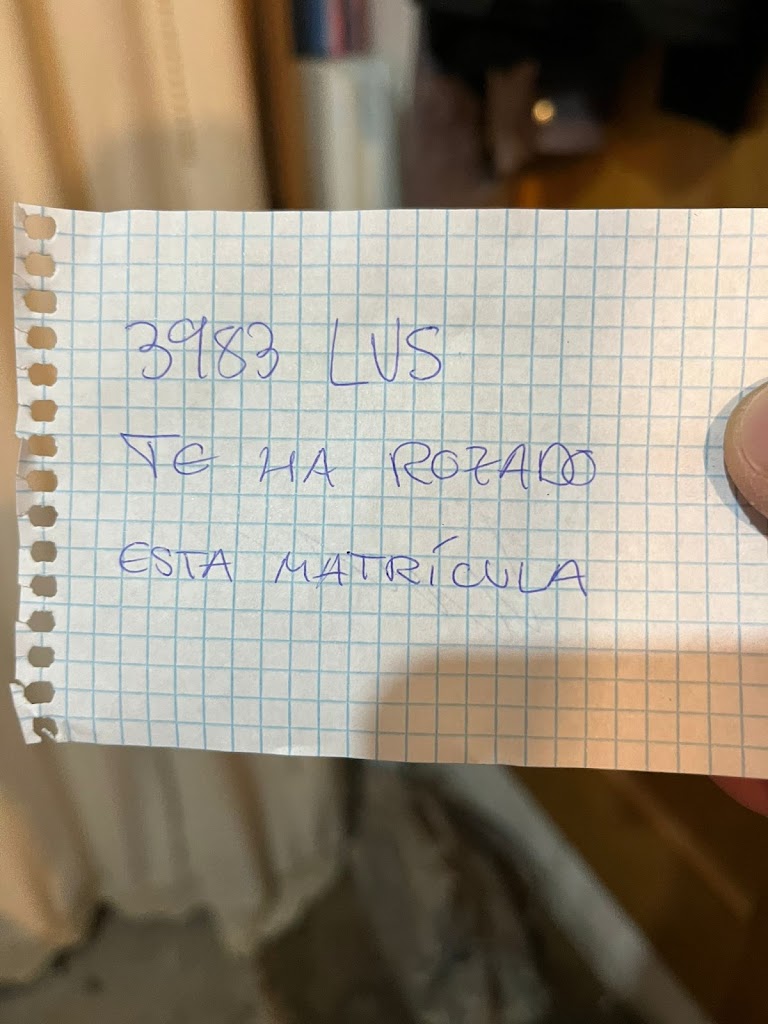 3983 LVS
TE HA ROZADO
ESTA MATRÍCULA